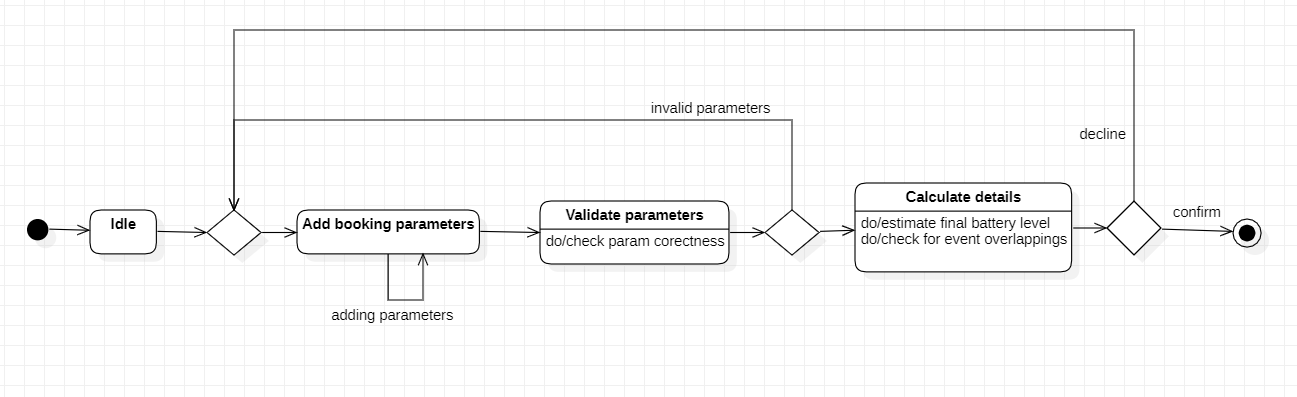 invalid parameters
decline
Idle
Add booking parameters
Validate parameters
do/check param corectness
Calculate details
do/estimate final battery level
do/check for event overlappings
confirm
adding parameters